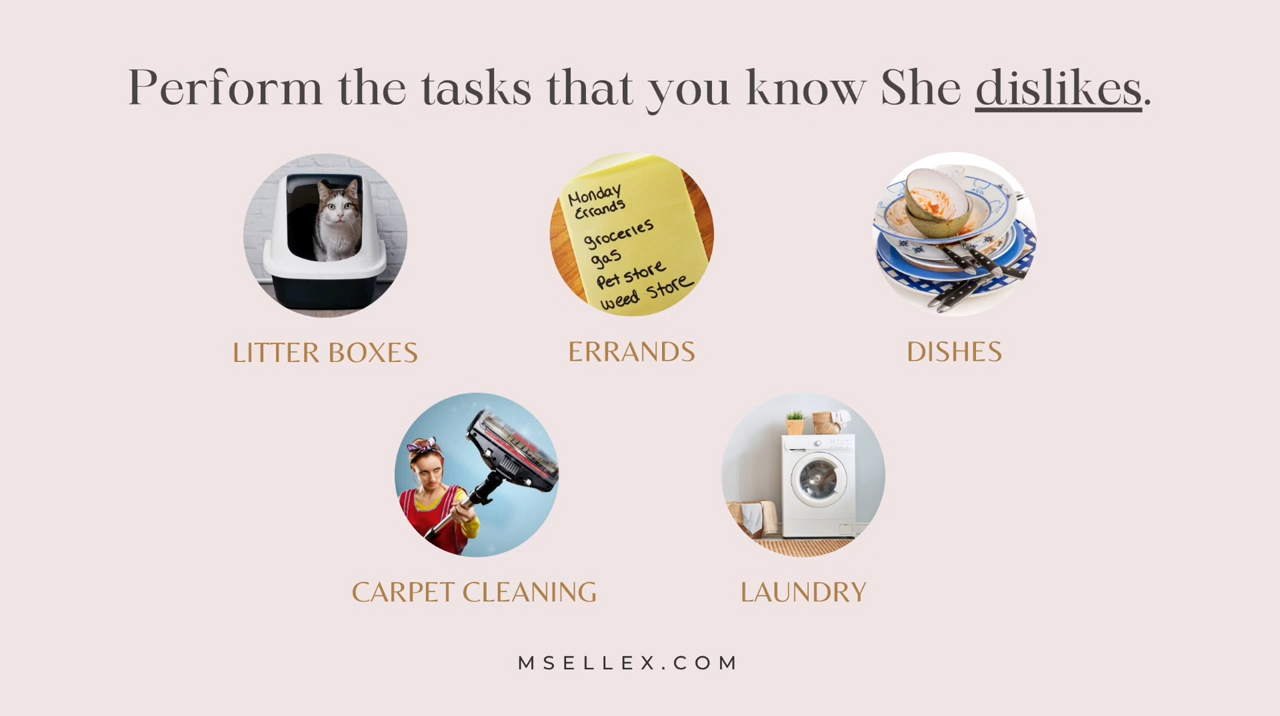 Perform the tasks that you know She dislikes.
Monday
Errands
groceries
gas
Pet store
weed Store
LITTER BOXES
ERRANDS
DISHES
CARPET CLEANING
LAUNDRY
MSELLEX.COM